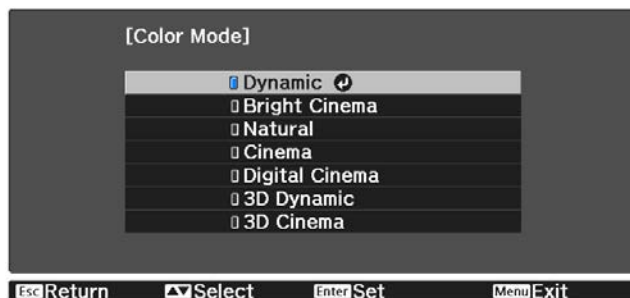 [Color Mode]
Dynamic
Bright Cinema
Natural
Cinema
Digital Cinema
3D Dynamic
3D Cinema
Esc Return Select Enter Set Menu Exit